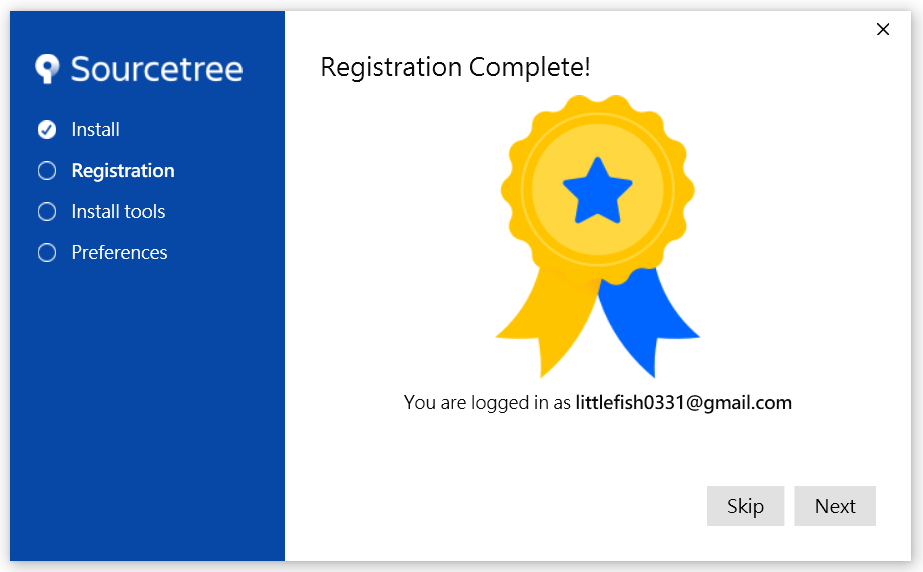 Sourcetree
Install
Registration
Install tools
Preferences
Registration Complete!
You are logged in as littlefish0331@gmail.com
Skip
Next